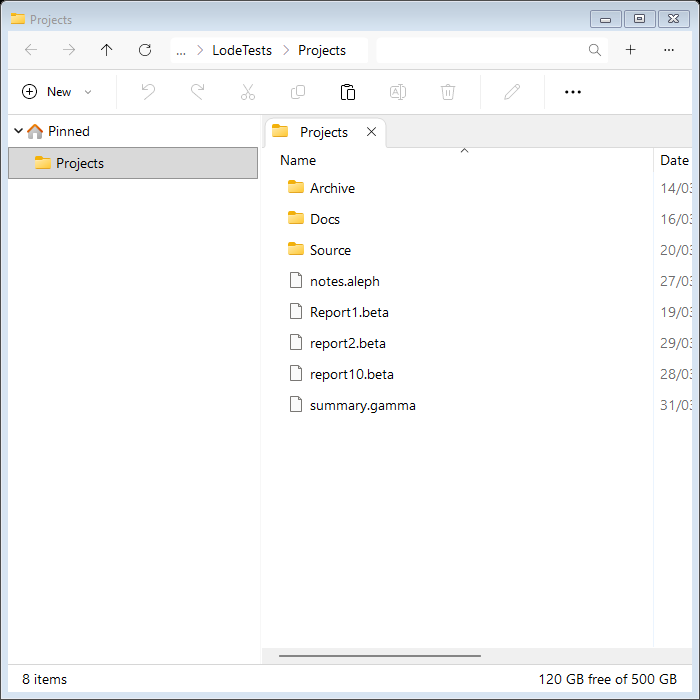 Projects
... LodeTests Projects
New
Pinned
Projects
Projects
Name Date
Archive 14/03
Docs 16/03
Source 20/03
notes.aleph 27/03
Report1.beta 19/03
report2.beta 29/03
report10.beta 28/03
summary.gamma 31/03
8 items 120 GB free of 500 GB